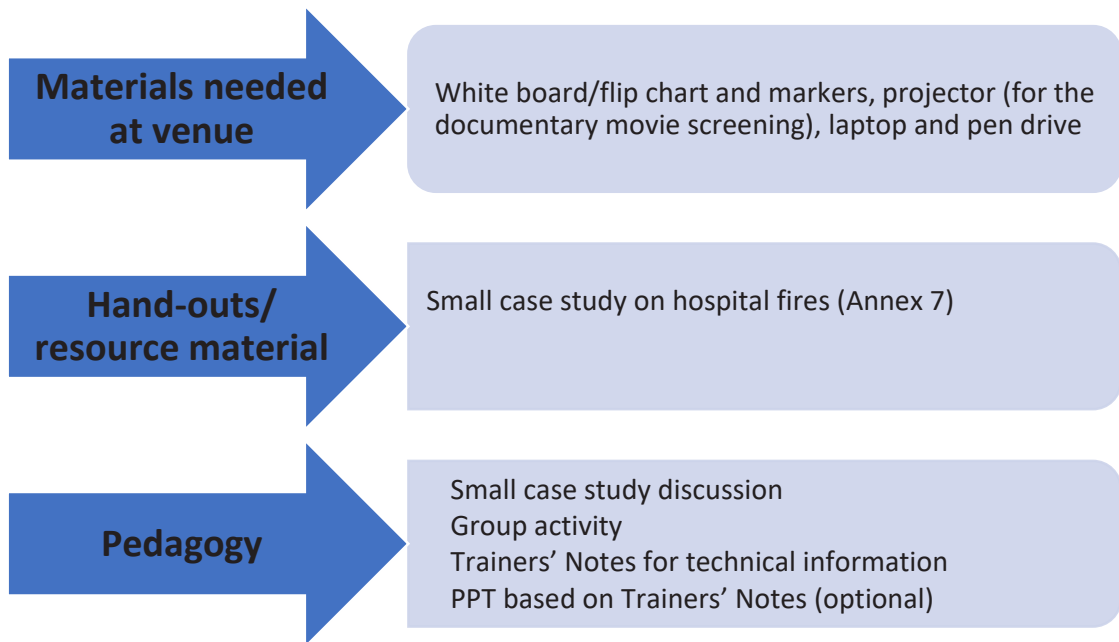 Materials needed
at venue
White board/flip chart and markers, projector (for the
documentary movie screening), laptop and pen drive
Hand-outs/
resource material
Small case study on hospital fires (Annex 7)
Pedagogy
Small case study discussion
Group activity
Trainers’ Notes for technical information
PPT based on Trainers’ Notes (optional)